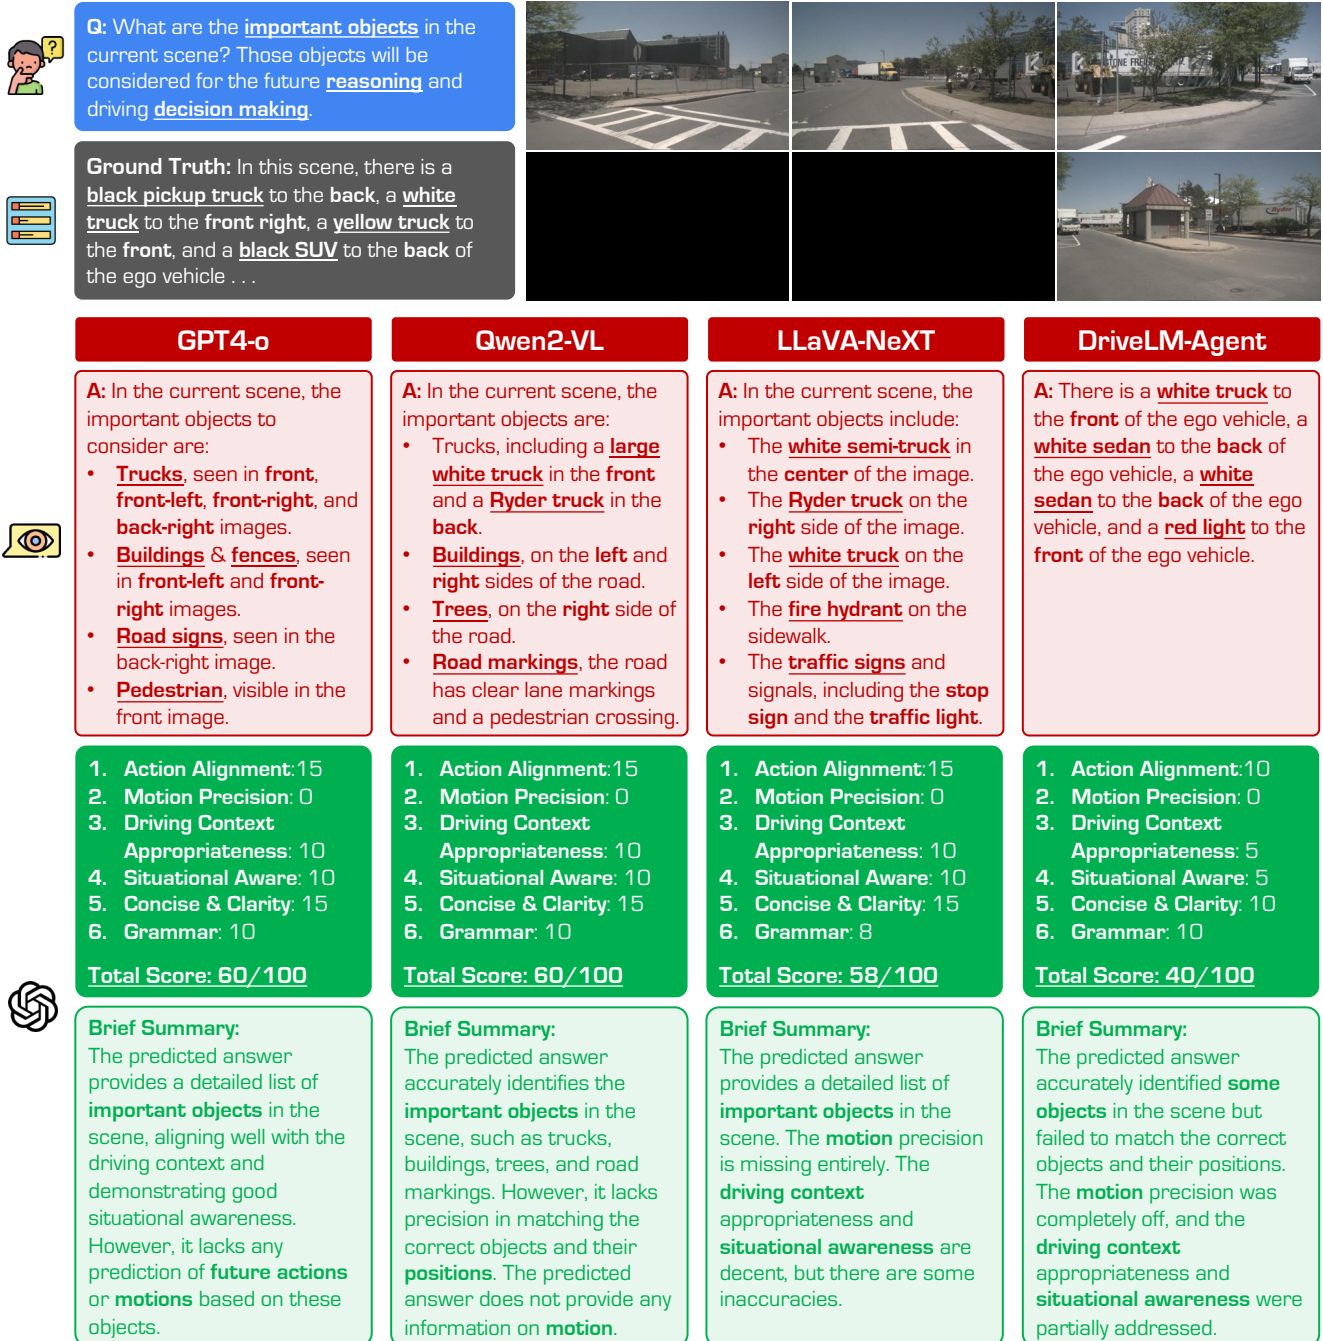 Q: What are the important objects in the
current scene? Those objects will be
considered for the future reasoning and
driving decision making.
Ground Truth: In this scene, there is a
black pickup truck to the back, a white
truck to the front right, a yellow truck to
the front, and a black SUV to the back of
the ego vehicle . . .
STONE FREIGHT CORP.
Ryder
GPT4-o
A: In the current scene, the
important objects to
consider are:
• Trucks, seen in front,
front-left, front-right, and
back-right images.
• Buildings & fences, seen
in front-left and front-
right images.
• Road signs, seen in the
back-right image.
• Pedestrian, visible in the
front image.
1. Action Alignment:15
2. Motion Precision: 0
3. Driving Context
Appropriateness: 10
4. Situational Aware: 10
5. Concise & Clarity: 15
6. Grammar: 10
Total Score: 60/100
Brief Summary:
The predicted answer
provides a detailed list of
important objects in the
scene, aligning well with the
driving context and
demonstrating good
situational awareness.
However, it lacks any
prediction of future actions
or motions based on these
objects.
Qwen2-VL
A: In the current scene, the
important objects are:
• Trucks, including a large
white truck in the front
and a Ryder truck in the
back.
• Buildings, on the left and
right sides of the road.
• Trees, on the right side of
the road.
• Road markings, the road
has clear lane markings
and a pedestrian crossing.
1. Action Alignment:15
2. Motion Precision: 0
3. Driving Context
Appropriateness: 10
4. Situational Aware: 10
5. Concise & Clarity: 15
6. Grammar: 10
Total Score: 60/100
Brief Summary:
The predicted answer
accurately identifies the
important objects in the
scene, such as trucks,
buildings, trees, and road
markings. However, it lacks
precision in matching the
correct objects and their
positions. The predicted
answer does not provide any
information on motion.
LLaVA-NeXT
A: In the current scene, the
important objects include:
• The white semi-truck in
the center of the image.
• The Ryder truck on the
right side of the image.
• The white truck on the
left side of the image.
• The fire hydrant on the
sidewalk.
• The traffic signs and
signals, including the stop
sign and the traffic light.
1. Action Alignment:15
2. Motion Precision: 0
3. Driving Context
Appropriateness: 10
4. Situational Aware: 10
5. Concise & Clarity: 15
6. Grammar: 8
Total Score: 58/100
Brief Summary:
The predicted answer
provides a detailed list of
important objects in the
scene. The motion precision
is missing entirely. The
driving context
appropriateness and
situational awareness are
decent, but there are some
inaccuracies.
DriveLM-Agent
A: There is a white truck to
the front of the ego vehicle, a
white sedan to the back of
the ego vehicle, a white
sedan to the back of the ego
vehicle, and a red light to the
front of the ego vehicle.
1. Action Alignment:10
2. Motion Precision: 0
3. Driving Context
Appropriateness: 5
4. Situational Aware: 5
5. Concise & Clarity: 10
6. Grammar: 10
Total Score: 40/100
Brief Summary:
The predicted answer
accurately identified some
objects in the scene but
failed to match the correct
objects and their positions.
The motion precision was
completely off, and the
driving context
appropriateness and
situational awareness were
partially addressed.